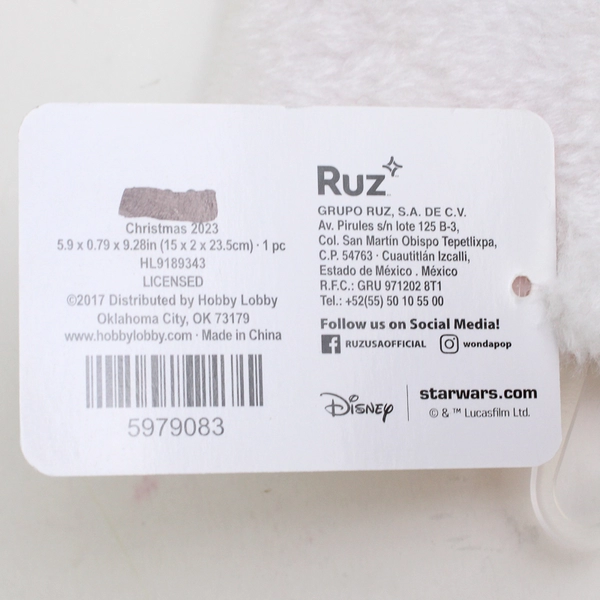 Christmas 2023
5.9 x 0.79 x 9.28in (15 x 2 x 23.5cm) · 1 pc
HL9189343
LICENSED
©2017 Distributed by Hobby Lobby
Oklahoma City, OK 73179
www.hobbylobby.com · Made in China
5979083
Ruz
GRUPO RUZ, S.A. DE C.V.
Av. Pirules s/n lote 125 B-3,
Col. San Martín Obispo Tepetlixpa,
C.P. 54763 · Cuautitlán Izcalli,
Estado de México . México
R.F.C.: GRU 971202 8T1
Tel.: +52(55) 50 10 55 00
Follow us on Social Media!
RUZUSAOFFICIAL wondapop
Disney
starwars.com
© & ™ Lucasfilm Ltd.